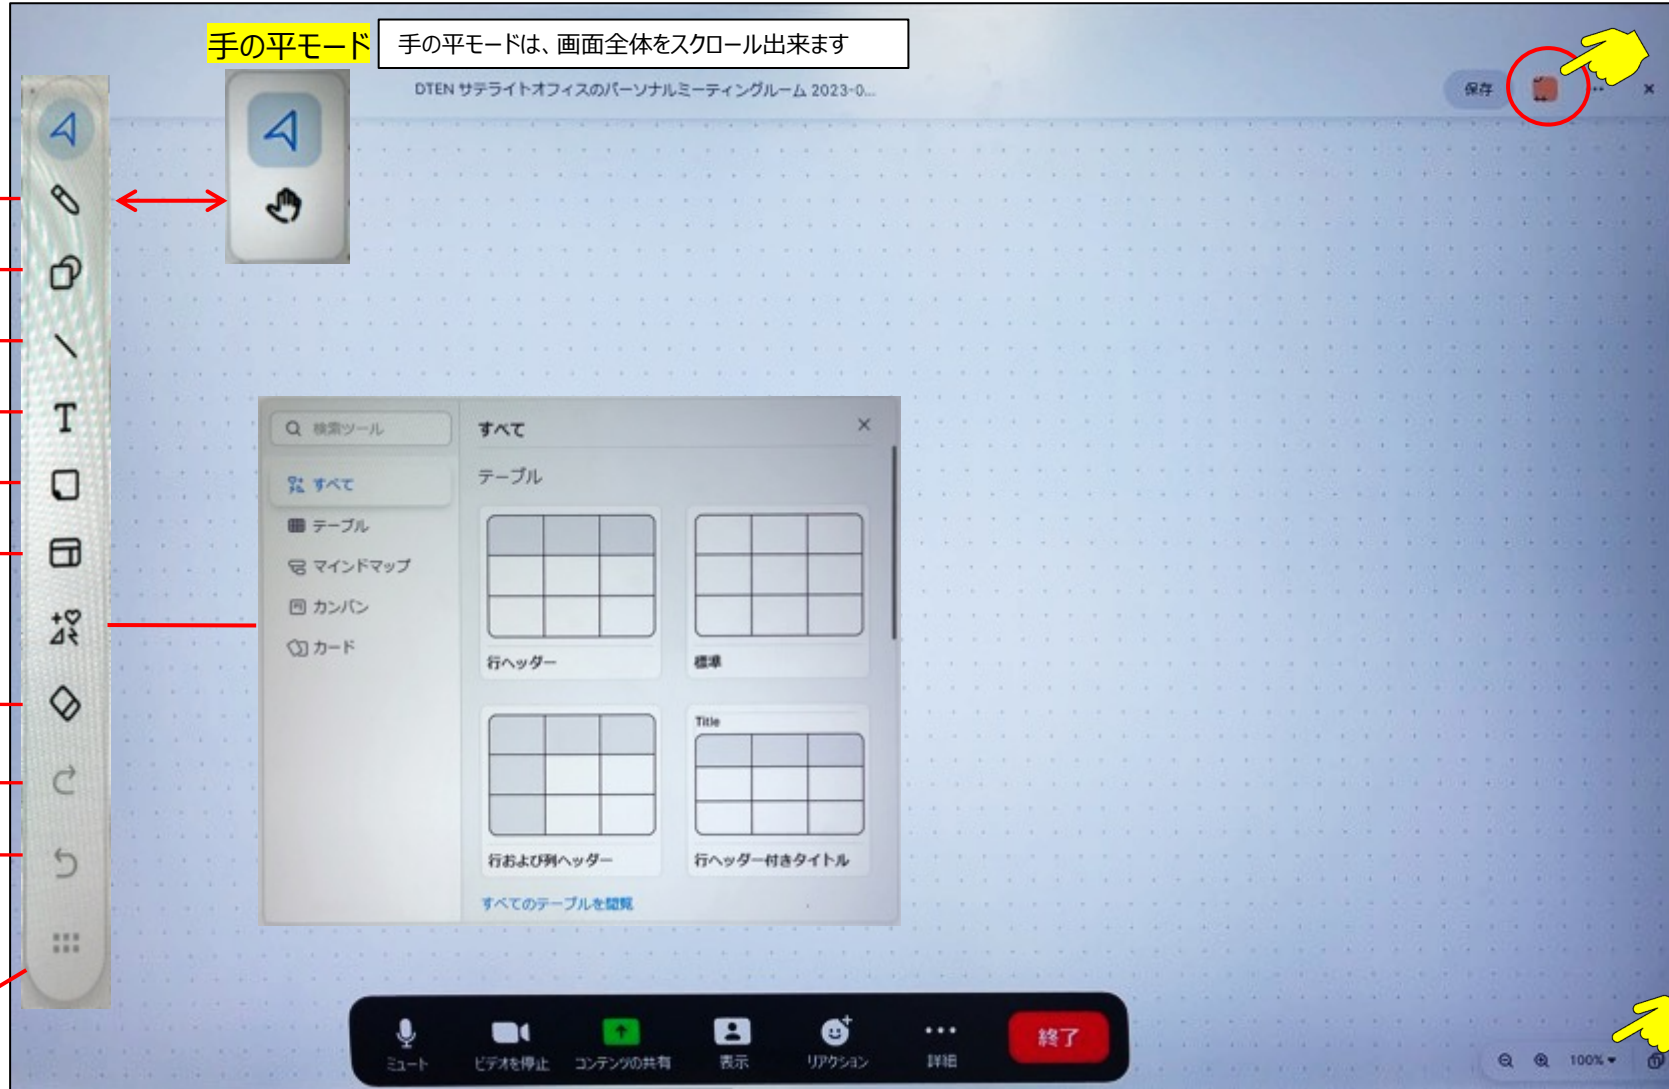 手の平モード
手の平モードは、画面全体をスクロール出来ます
DTEN サテライトオフィスのパーソナルミーティングルーム 2023-0...
保存
T
検索ツール
すべて
すべて
テーブル
テーブル
マインドマップ
カンバン
カード
行ヘッダー
標準
Title
行および列ヘッダー
行ヘッダー付きタイトル
すべてのテーブルを閲覧
ミュート
ビデオを停止
コンテンツの共有
表示
リアクション
詳細
終了
100%